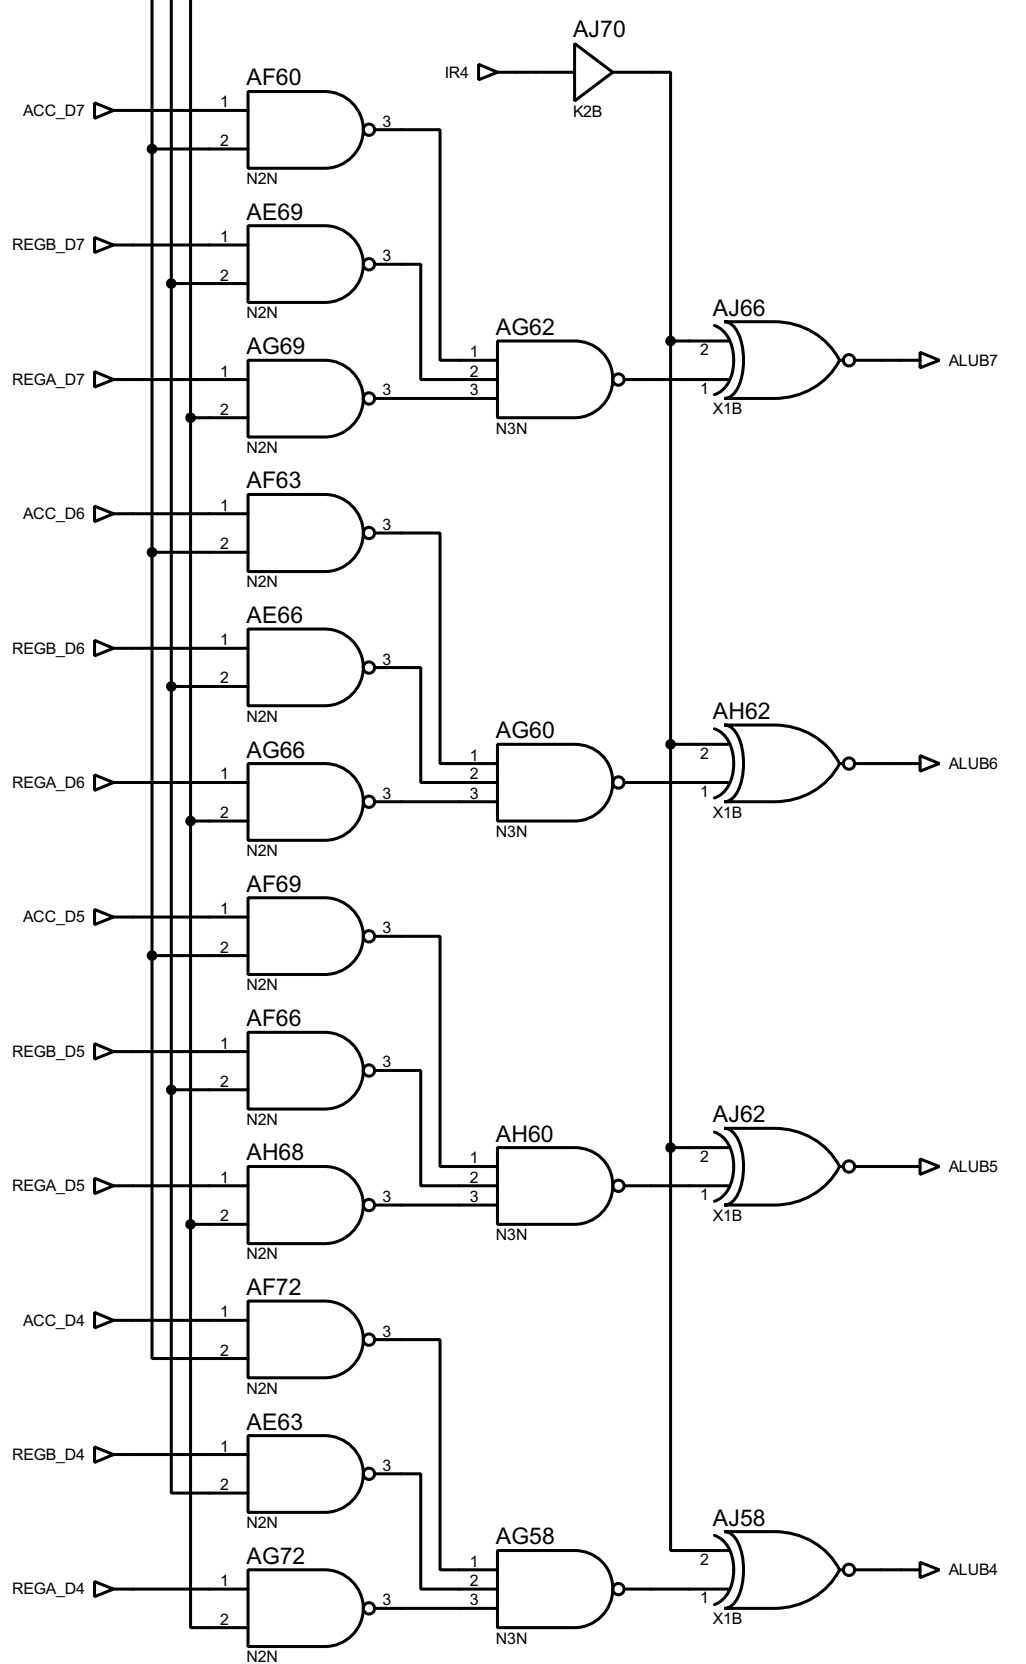 AJ70
IR4
K2B
AF60
ACC_D7
1
2
3
N2N
AE69
REGB_D7
1
2
3
N2N
AG69
REGA_D7
1
2
3
N2N
AG62
1
2
3
N3N
AJ66
2
1
X1B
ALUB7
AF63
ACC_D6
1
2
3
N2N
AE66
REGB_D6
1
2
3
N2N
AG66
REGA_D6
1
2
3
N2N
AG60
1
2
3
N3N
AH62
2
1
X1B
ALUB6
AF69
ACC_D5
1
2
3
N2N
AF66
REGB_D5
1
2
3
N2N
AH68
REGA_D5
1
2
3
N2N
AH60
1
2
3
N3N
AJ62
2
1
X1B
ALUB5
AF72
ACC_D4
1
2
3
N2N
AE63
REGB_D4
1
2
3
N2N
AG72
REGA_D4
1
2
3
N2N
AG58
1
2
3
N3N
AJ58
2
1
X1B
ALUB4